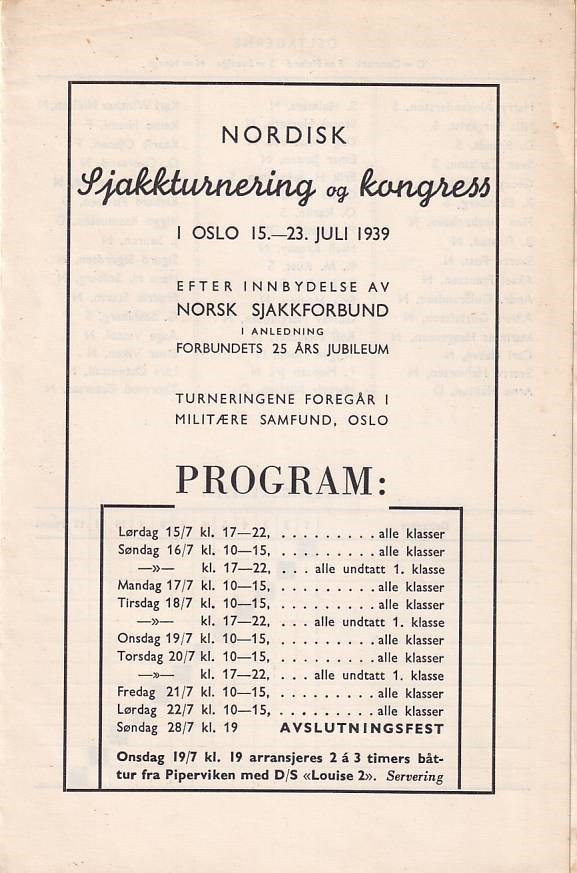 NORDISK
Sjakkturnering og kongress
I OSLO 15.—23. JULI 1939
EFTER INNBYDELSE AV
NORSK SJAKKFORBUND
I ANLEDNING
FORBUNDETS 25 ÅRS JUBILEUM
TURNERINGENE FOREGÅR I
MILITÆRE SAMFUND, OSLO
PROGRAM:
Lørdag 15/7 kl. 17—22, . . . . . . . . . alle klasser
Søndag 16/7 kl. 10—15, . . . . . . . . . alle klasser
—»— kl. 17—22, . . . alle undtatt 1. klasse
Mandag 17/7 kl. 10—15, . . . . . . . . . alle klasser
Tirsdag 18/7 kl. 10—15, . . . . . . . . . alle klasser
—»— kl. 17—22, . . . alle undtatt 1. klasse
Onsdag 19/7 kl. 10—15, . . . . . . . . . alle klasser
Torsdag 20/7 kl. 10—15, . . . . . . . . . alle klasser
—»— kl. 17—22, . . . alle undtatt 1. klasse
Fredag 21/7 kl. 10—15, . . . . . . . . . alle klasser
Lørdag 22/7 kl. 10—15, . . . . . . . . . alle klasser
Søndag 28/7 kl. 19 AVSLUTNINGSFEST
Onsdag 19/7 kl. 19 arransjeres 2 á 3 timers båt-
tur fra Piperviken med D/S «Louise 2». Servering